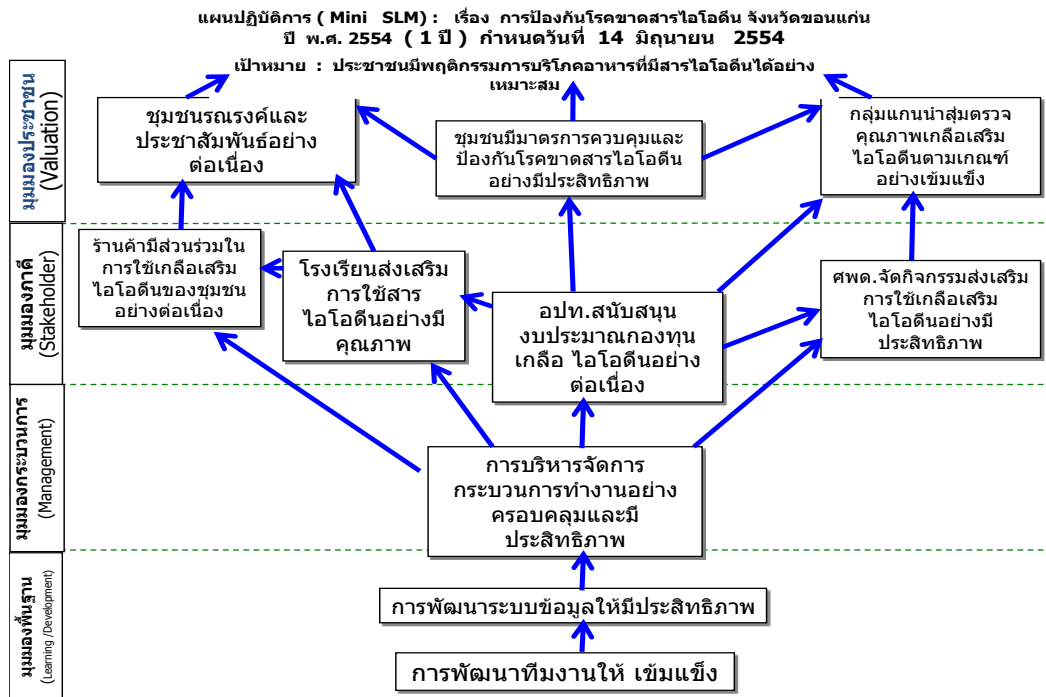 แผนปฏิบัติการ ( Mini SLM ) : เรื่อง การป้องกันโรคขาดสารไอโอดีน จังหวัดขอนแก่น
ปี พ.ศ. 2554 ( 1 ปี ) กำหนดวันที่ 14 มิถุนายน 2554
เป้าหมาย : ประชาชนมีพฤติกรรมการบริโภคอาหารที่มีสารไอโอดีนได้อย่าง
เหมาะสม
มุมมองประชาชน
(Valuation)
ชุมชนรณรงค์และ
ประชาสัมพันธ์อย่าง
ต่อเนื่อง
ชุมชนมีมาตรการควบคุมและ
ป้องกันโรคขาดสารไอโอดีน
อย่างมีประสิทธิภาพ
กลุ่มแกนนำสุ่มตรวจ
คุณภาพเกลือเสริม
ไอโอดีนตามเกณฑ์
อย่างเข้มแข็ง
มุมมองภาคี
(Stakeholder)
ร้านค้ามีส่วนร่วมใน
การใช้เกลือเสริม
ไอโอดีนของชุมชน
อย่างต่อเนื่อง
โรงเรียนส่งเสริม
การใช้สาร
ไอโอดีนอย่างมี
คุณภาพ
อปท.สนับสนุน
งบประมาณกองทุน
เกลือ ไอโอดีนอย่าง
ต่อเนื่อง
ศพด.จัดกิจกรรมส่งเสริม
การใช้เกลือเสริม
ไอโอดีนอย่างมี
ประสิทธิภาพ
มุมมองกระบวนการ
(Management)
การบริหารจัดการ
กระบวนการทำงานอย่าง
ครอบคลุมและมี
ประสิทธิภาพ
มุมมองพื้นฐาน
(Learning /Development)
การพัฒนาระบบข้อมูลให้มีประสิทธิภาพ
การพัฒนาทีมงานให้ เข้มแข็ง